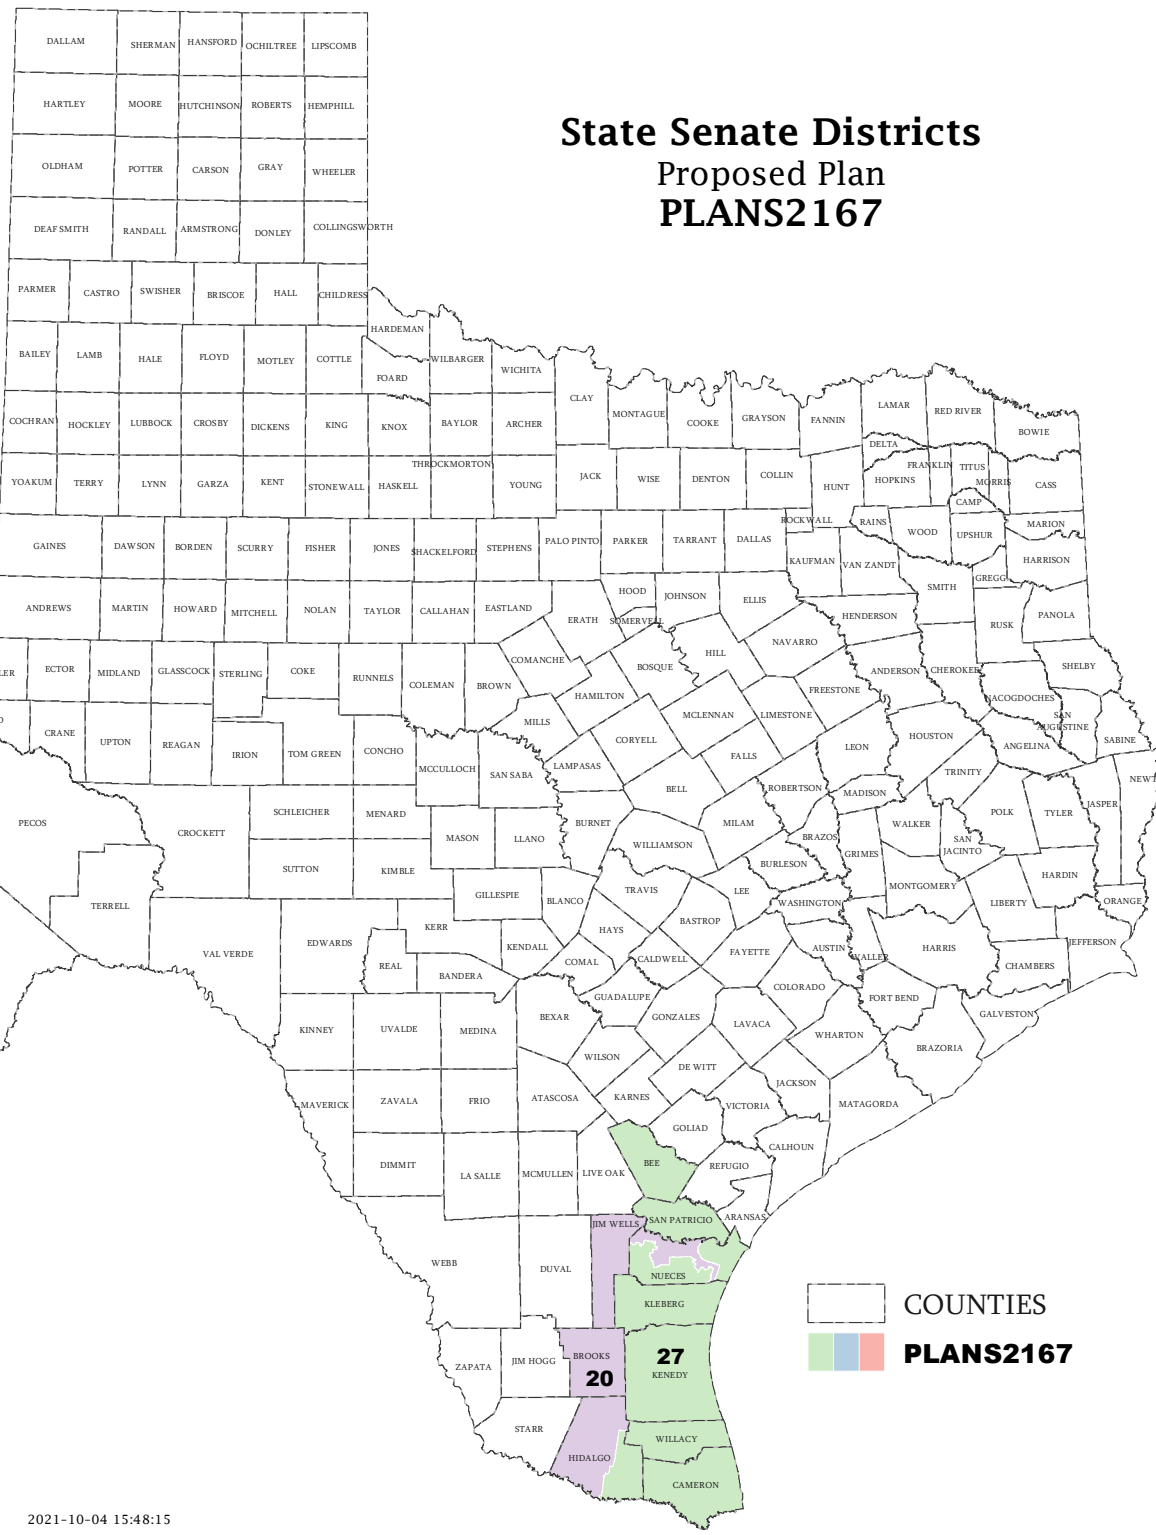 State Senate Districts
Proposed Plan
PLANS2167
DALLAM
SHERMAN
HANSFORD
OCHILTREE
LIPSCOMB
HARTLEY
MOORE
HUTCHINSON
ROBERTS
HEMPHILL
OLDHAM
POTTER
CARSON
GRAY
WHEELER
DEAF SMITH
RANDALL
ARMSTRONG
DONLEY
COLLINGSWORTH
PARMER
CASTRO
SWISHER
BRISCOE
HALL
CHILDRESS
HARDEMAN
BAILEY
LAMB
HALE
FLOYD
MOTLEY
COTTLE
FOARD
WILBARGER
WICHITA
CLAY
MONTAGUE
COOKE
GRAYSON
FANNIN
LAMAR
RED RIVER
BOWIE
COCHRAN
HOCKLEY
LUBBOCK
CROSBY
DICKENS
KING
KNOX
BAYLOR
ARCHER
DELTA
YOAKUM
TERRY
LYNN
GARZA
KENT
STONEWALL
HASKELL
THROCKMORTON
YOUNG
JACK
WISE
DENTON
COLLIN
HUNT
HOPKINS
FRANKLIN
TITUS
MORRIS
CASS
CAMP
GAINES
DAWSON
BORDEN
SCURRY
FISHER
JONES
SHACKELFORD
STEPHENS
PALO PINTO
PARKER
TARRANT
DALLAS
ROCKWALL
RAINS
WOOD
UPSHUR
MARION
KAUFMAN
VAN ZANDT
SMITH
GREGG
HARRISON
ANDREWS
MARTIN
HOWARD
MITCHELL
NOLAN
TAYLOR
CALLAHAN
EASTLAND
ERATH
HOOD
SOMERVELL
JOHNSON
ELLIS
HENDERSON
RUSK
PANOLA
ECTOR
MIDLAND
GLASSCOCK
STERLING
COKE
RUNNELS
COLEMAN
BROWN
COMANCHE
HAMILTON
BOSQUE
HILL
NAVARRO
FREESTONE
ANDERSON
CHEROKEE
NACOGDOCHES
SHELBY
LER
CRANE
UPTON
REAGAN
IRION
TOM GREEN
CONCHO
MCCULLOCH
SAN SABA
MILLS
LAMPASAS
CORYELL
MCLENNAN
LIMESTONE
FALLS
LEON
HOUSTON
ANGELINA
SAN
AUGUSTINE
SABINE
TRINITY
NEWT
PECOS
CROCKETT
SCHLEICHER
MENARD
MASON
LLANO
BURNET
BELL
WILLIAMSON
MILAM
ROBERTSON
BRAZOS
MADISON
WALKER
SAN
JACINTO
POLK
TYLER
JASPER
TERRELL
SUTTON
KIMBLE
GILLESPIE
BLANCO
TRAVIS
LEE
BURLESON
GRIMES
WASHINGTON
MONTGOMERY
LIBERTY
HARDIN
ORANGE
VAL VERDE
EDWARDS
REAL
KERR
BANDERA
KENDALL
COMAL
HAYS
CALDWELL
BASTROP
FAYETTE
AUSTIN
WALLER
HARRIS
CHAMBERS
JEFFERSON
KINNEY
UVALDE
MEDINA
BEXAR
GUADALUPE
GONZALES
LAVACA
COLORADO
WHARTON
FORT BEND
BRAZORIA
GALVESTON
MAVERICK
ZAVALA
FRIO
ATASCOSA
WILSON
KARNES
DE WITT
VICTORIA
JACKSON
MATAGORDA
GOLIAD
CALHOUN
DIMMIT
LA SALLE
MCMULLEN
LIVE OAK
BEE
REFUGIO
ARANSAS
WEBB
DUVAL
JIM WELLS
SAN PATRICIO
NUECES
KLEBERG
ZAPATA
JIM HOGG
BROOKS
20
27
KENEDY
STARR
HIDALGO
WILLACY
CAMERON
COUNTIES
PLANS2167
2021-10-04 15:48:15